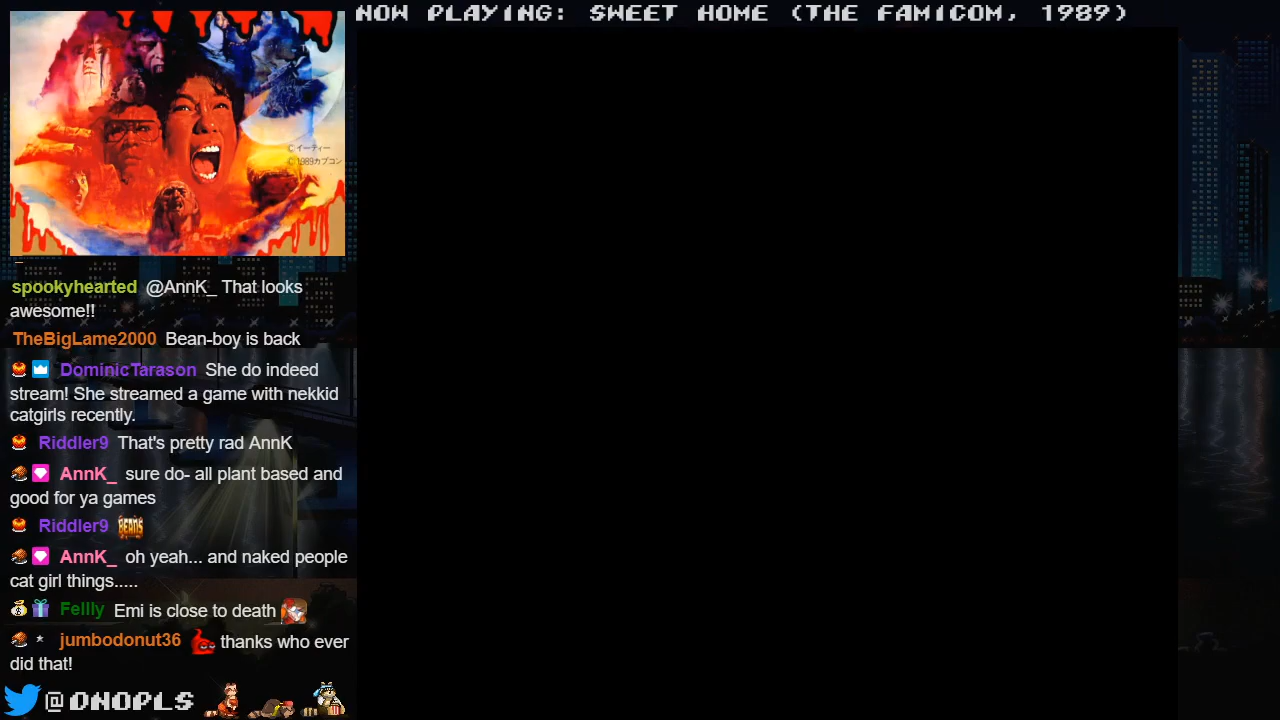 NOW PLAYING: SWEET HOME (THE FAMICOM, 1989)
© イーティー
© 1989カプコン
spookyhearted @AnnK_ That looks
awesome!!
TheBigLame2000 Bean-boy is back
DominicTarason She do indeed
stream! She streamed a game with nekkid
catgirls recently.
Riddler9 That's pretty rad AnnK
AnnK_ sure do- all plant based and
good for ya games
Riddler9 BEANS
AnnK_ oh yeah... and naked people
cat girl things.....
Fellly Emi is close to death
jumbodonut36 thanks who ever
did that!
@ONOPLS